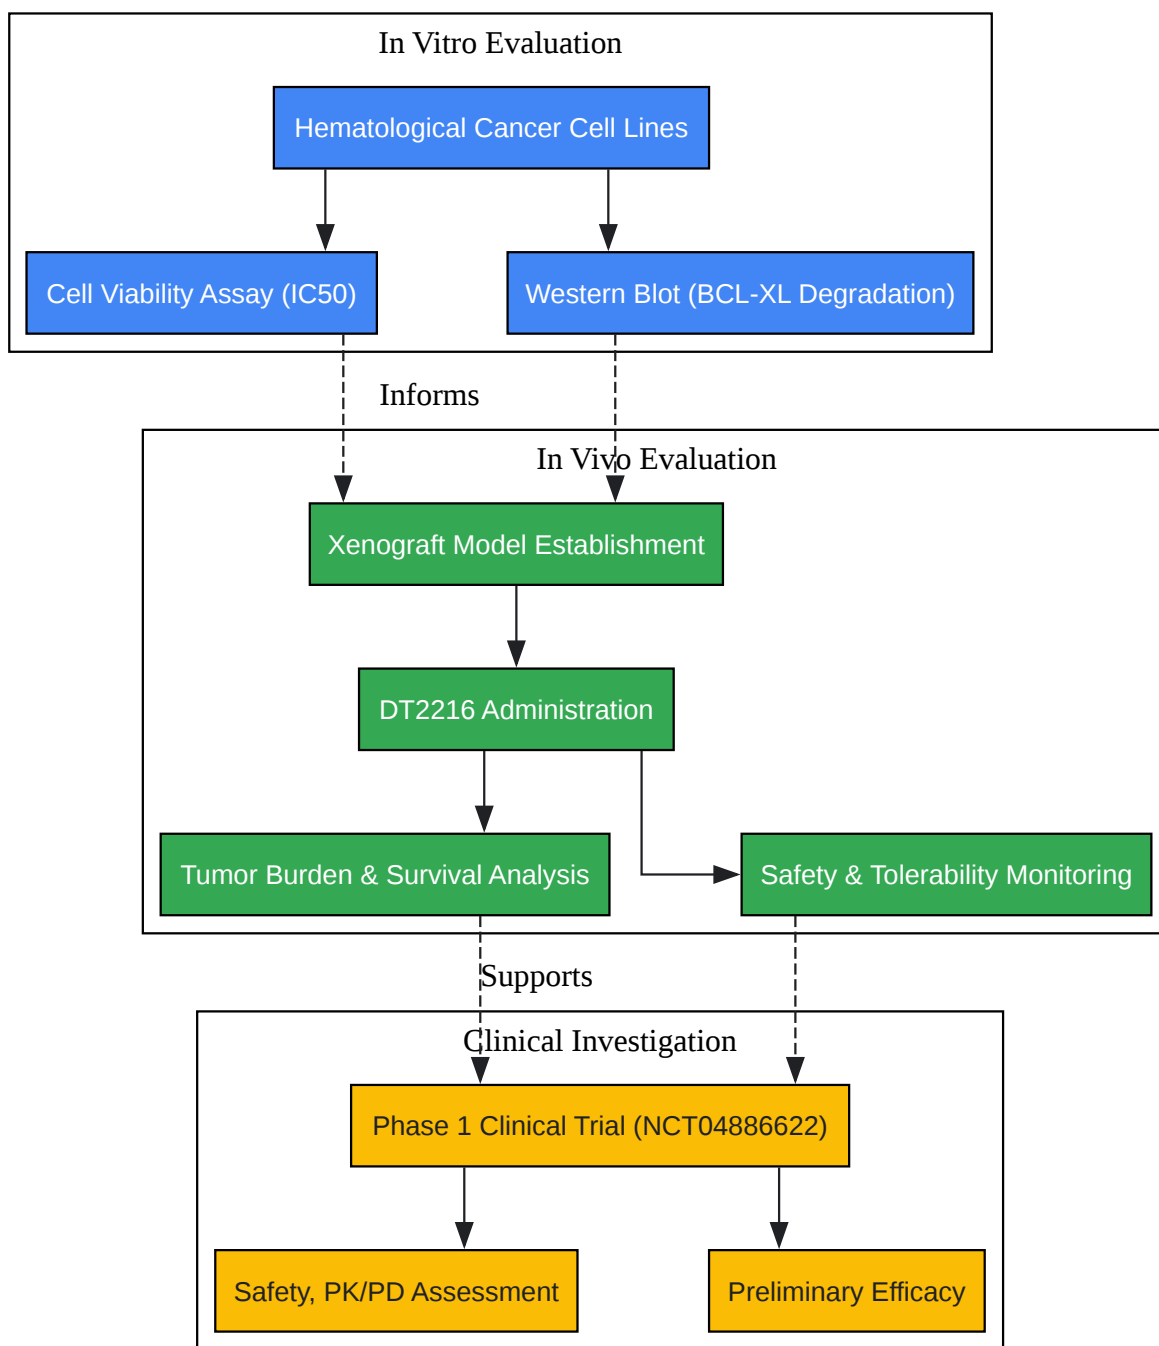 In Vitro Evaluation
Hematological Cancer Cell Lines
Cell Viability Assay (IC50)
Western Blot (BCL-XL Degradation)
Informs
In Vivo Evaluation
Xenograft Model Establishment
DT2216 Administration
Tumor Burden & Survival Analysis
Safety & Tolerability Monitoring
Supports
Clinical Investigation
Phase 1 Clinical Trial (NCT04886622)
Safety, PK/PD Assessment
Preliminary Efficacy